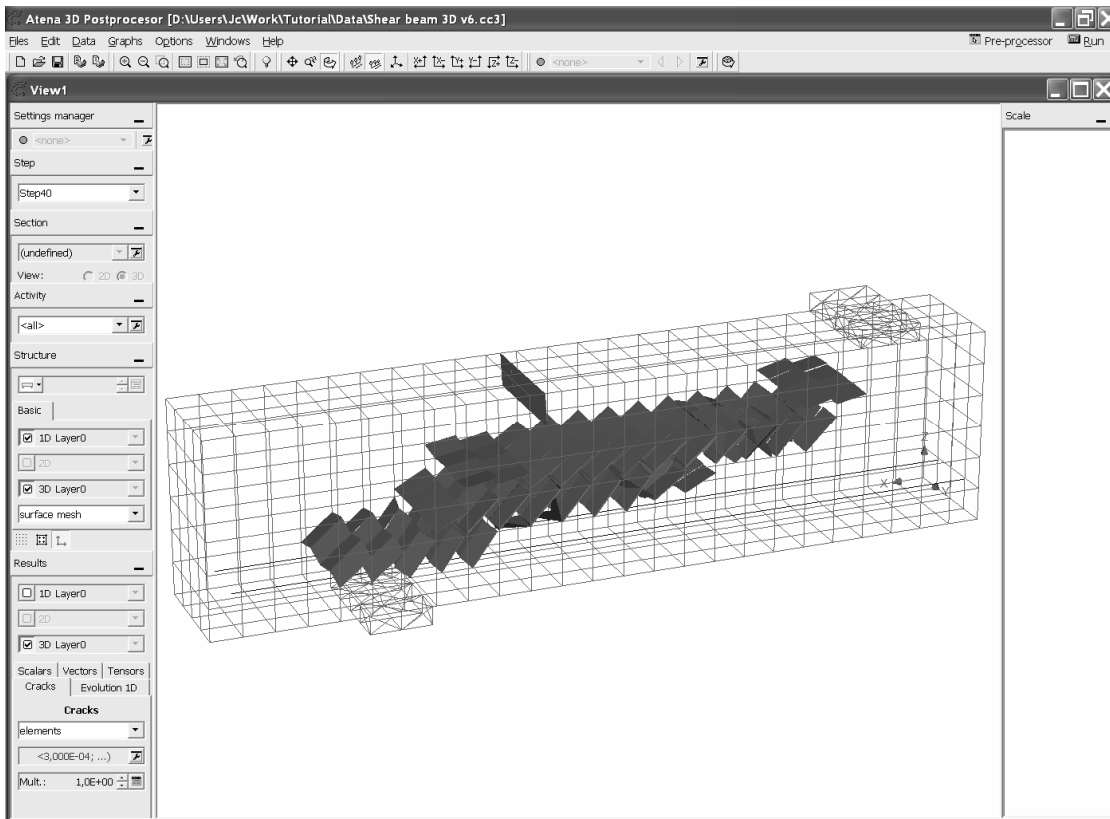 Atena 3D Postprocesor [D:\Users\Jc\Work\Tutorial\Data\Shear beam 3D v6.cc3]
Files Edit Data Graphs Options Windows Help Pre-processor Run
<none>
View1
Settings manager
<none>
Step
Step40
Section
(undefined)
View: 2D 3D
Activity
<all>
Structure
Basic
1D Layer0
2D
3D Layer0
surface mesh
Results
1D Layer0
2D
3D Layer0
Scalars Vectors Tensors
Cracks Evolution 1D
Cracks
elements
<3,000E-04; ...)
Mult.: 1,0E+00
Scale
Z
X
Y